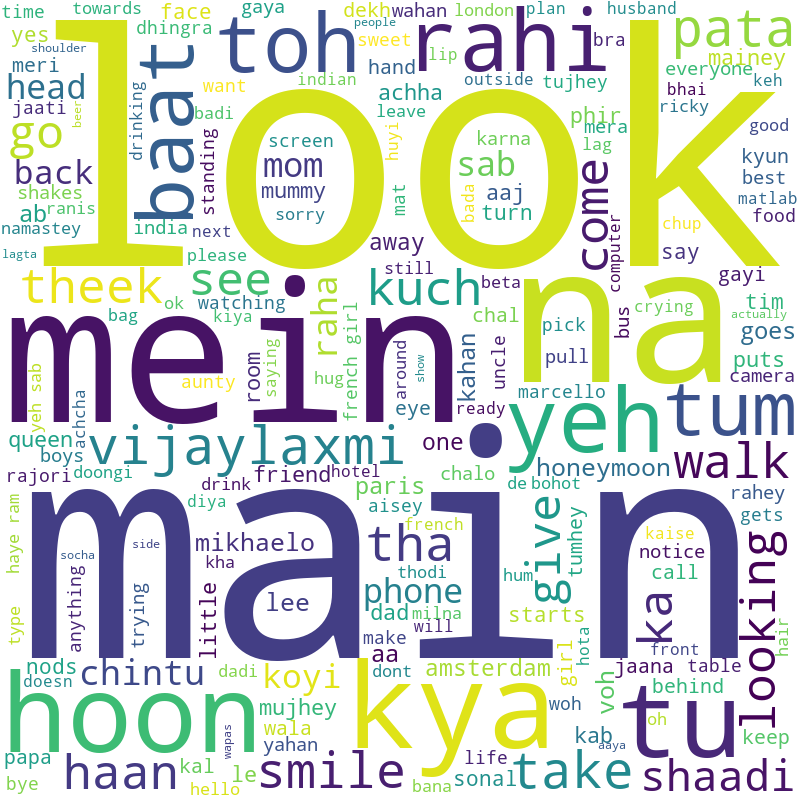 time towards face gaya dekh wahan london plan husband
yes dhingra toh people sweet rahi bra tujhey pata
shoulder look lip indian hand outside everyone mainey
meri baat want achha bhai keh
head jaati drinking badi leave phir mera ricky good
beer huyi screen karna lag
go back standing mom sab come kyun
shakes mummy mat aaj bada best matlab
ab ranis sorry turn computer food
namastey india next away chup say
lagta please still gayi
theek see ok watching kuch beta na crying tim
bag kiya raha chal bus actually
mein french girl pick goes
saying room hug around kahan uncle pull puts
yeh sab aunty show marcello camera
achcha eye ready yeh tum
queen boys vijaylaxmi one honeymoon walk
rajori doongi friend hotel chalo de bohot rahey
haye ram drink paris give gets
diya aisey tumhey looking
main french kaise
socha side mikhaelo tha notice
kha thodi hum call
type anything trying little lee phone starts ka hair
dad milna
make will hota front
nods aa dont girl jaana table
doesn chintu dadi koyi amsterdam voh behind
hoon mujhey kya woh tu oh keep
wala kab
papa yahan aaya
haan kal wapas le smile life take shaadi
bye hello bana sonal